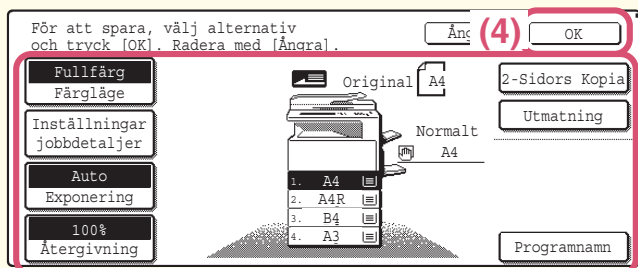 För att spara, välj alternativ
och tryck [OK]. Radera med [Ångra].
(4)
OK
Fullfärg
Färgläge
Original
A4
2-Sidors Kopia
Inställningar
jobbdetaljer
Utmatning
Normalt
A4
Auto
Exponering
1. A4
2. A4R
3. B4
4. A3
100%
Återgivning
Programnamn